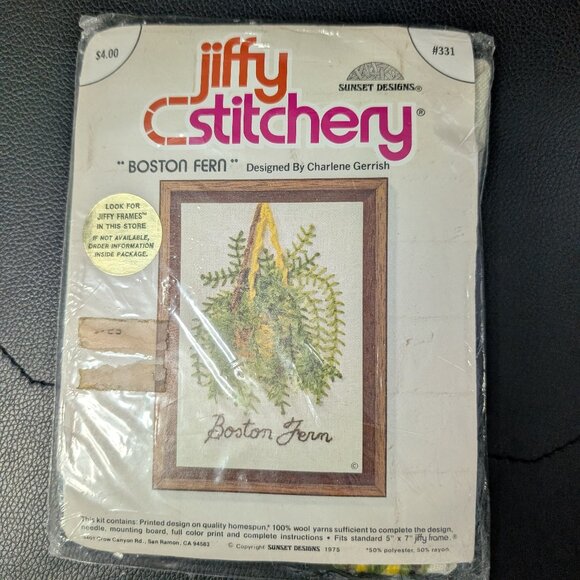 $4.00
#331
jiffy
stitchery®
SUNSET DESIGNS®
"BOSTON FERN" Designed By Charlene Gerrish
LOOK FOR
JIFFY FRAMES™
IN THIS STORE
IF NOT AVAILABLE,
ORDER INFORMATION
INSIDE PACKAGE.
Boston Fern
©
This kit contains: Printed design on quality homespun,* 100% wool yarns sufficient to complete the design,
needle, mounting board, full color print and complete instructions • Fits standard 5" x 7" jiffy frame.®
Crow Canyon Rd., San Ramon, CA 94583 © Copyright SUNSET DESIGNS 1975 *50% polyester, 50% rayon